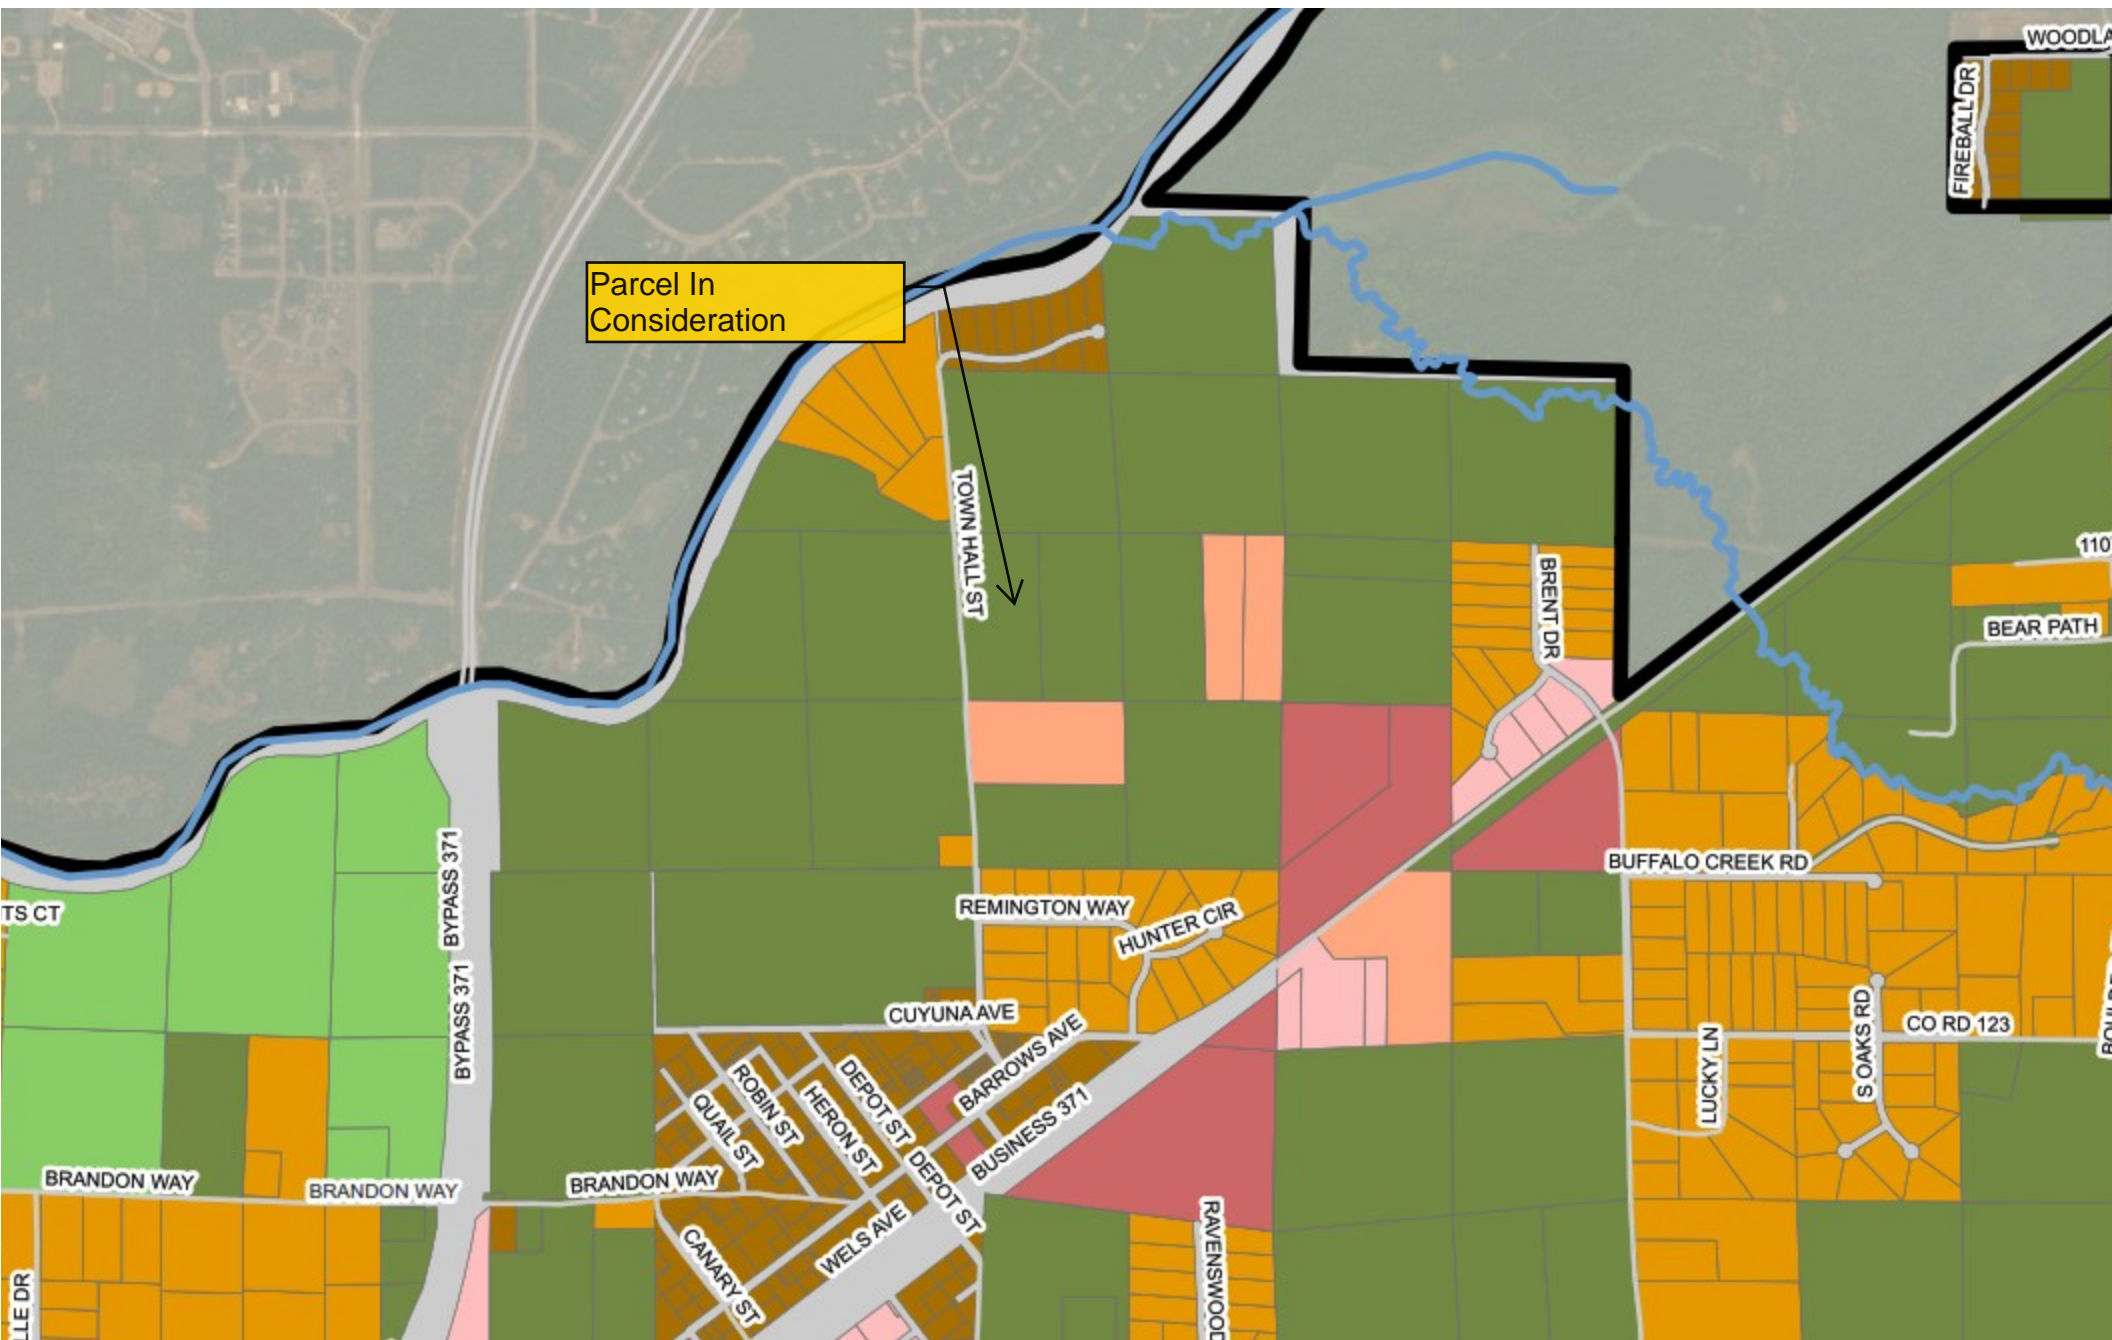 WOODLA
FIREBALL DR
Parcel In
Consideration
TOWN HALL ST
BRENT DR
110
BEAR PATH
BYPASS 371
BUFFALO CREEK RD
TS CT
REMINGTON WAY
HUNTER CIR
BYPASS 371
CUYUNA AVE
BARROWS AVE
CO RD 123
S OAKS RD
LUCKY LN
DEPOT ST
ROBIN ST
HERON ST
QUAIL ST
BUSINESS 371
BRANDON WAY
BRANDON WAY
BRANDON WAY
DEPOT ST
WELS AVE
CANARY ST
RAVENSWOOD
LLE DR